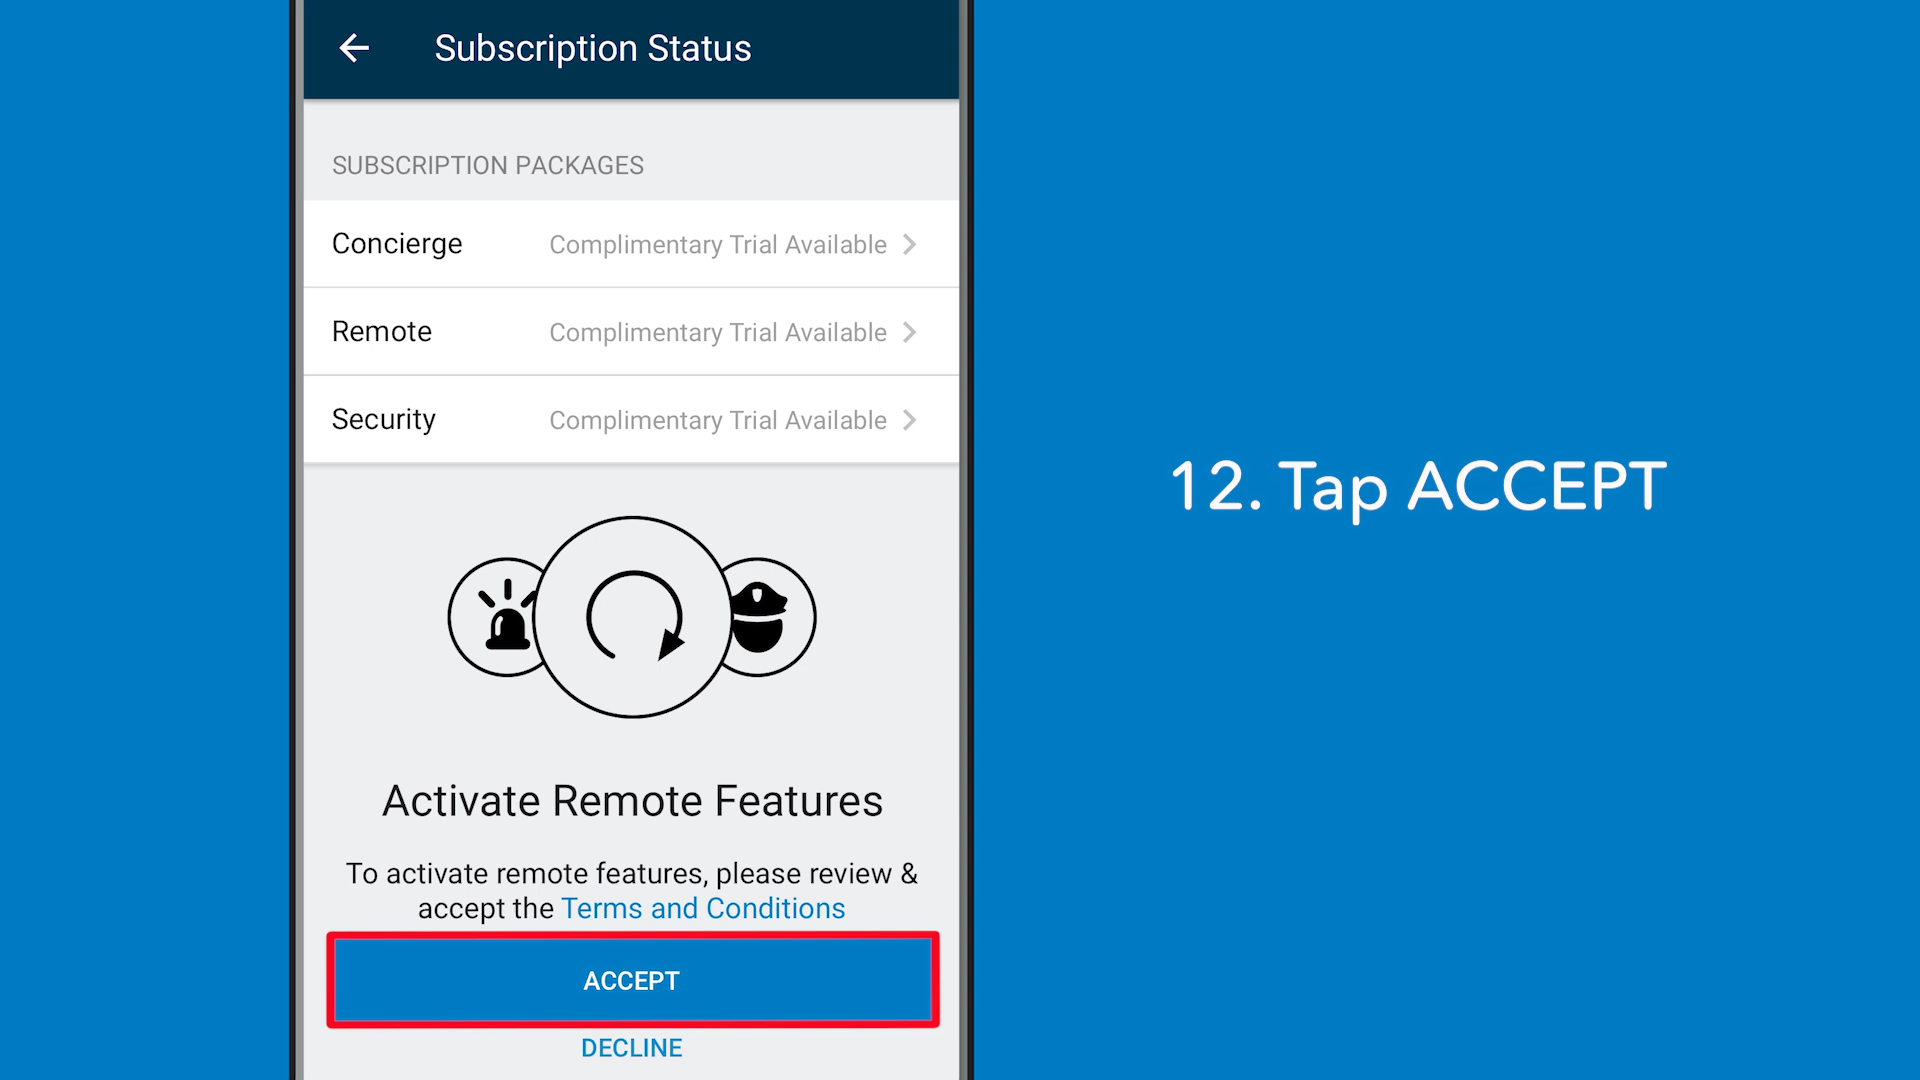 Subscription Status
SUBSCRIPTION PACKAGES
Concierge Complimentary Trial Available
Remote Complimentary Trial Available
Security Complimentary Trial Available
Activate Remote Features
To activate remote features, please review &
accept the Terms and Conditions
ACCEPT
DECLINE
12. Tap ACCEPT